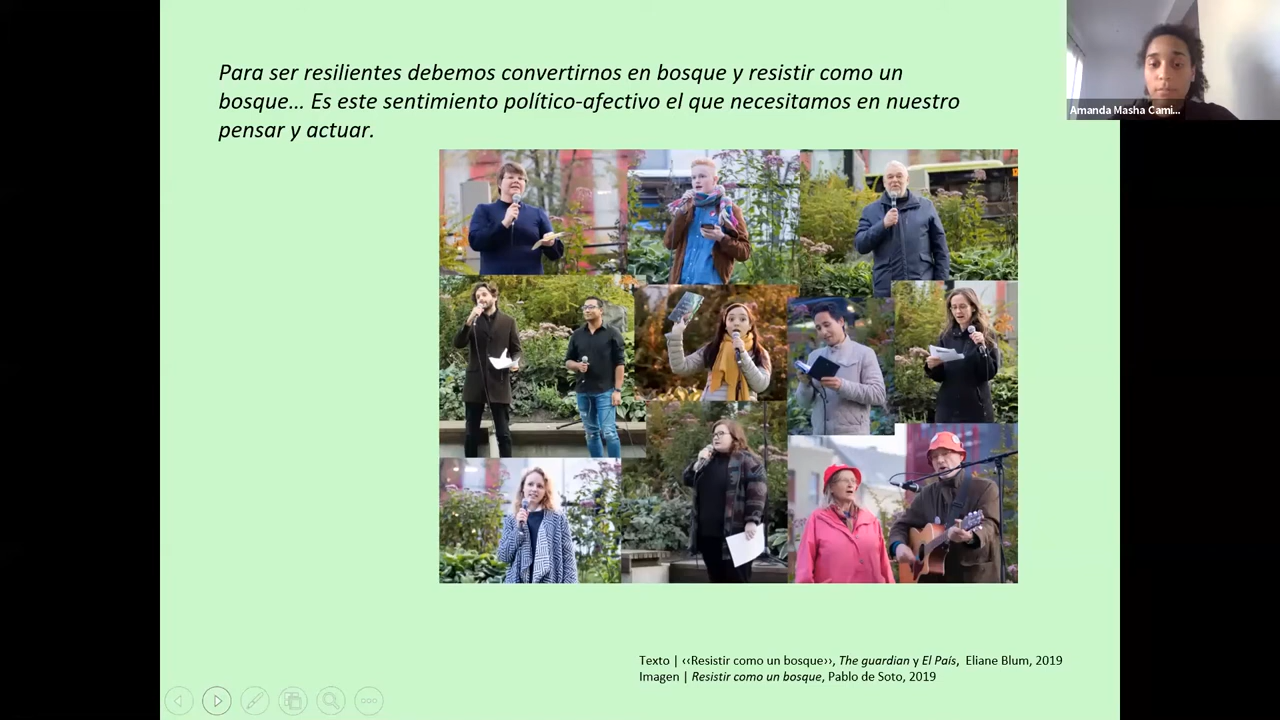 Para ser resilientes debemos convertirnos en bosque y resistir como un
bosque... Es este sentimiento político-afectivo el que necesitamos en nuestro
pensar y actuar.
Amanda Masha Cami...
Texto | ‹‹Resistir como un bosque››, The guardian y El País, Eliane Blum, 2019
Imagen | Resistir como un bosque, Pablo de Soto, 2019